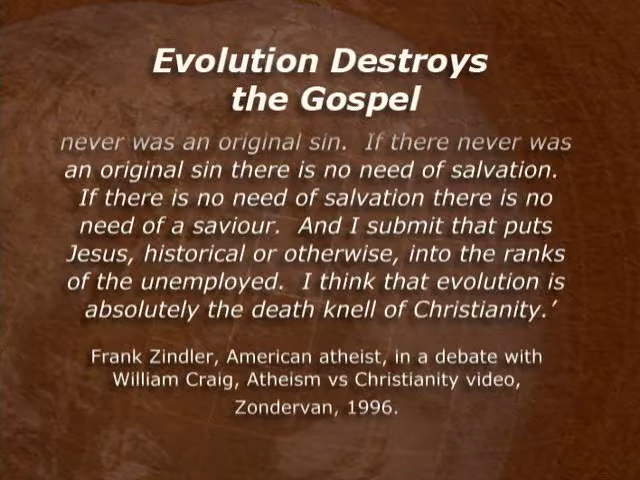 Evolution Destroys
the Gospel
never was an original sin. If there never was
an original sin there is no need of salvation.
If there is no need of salvation there is no
need of a saviour. And I submit that puts
Jesus, historical or otherwise, into the ranks
of the unemployed. I think that evolution is
absolutely the death knell of Christianity.’
Frank Zindler, American atheist, in a debate with
William Craig, Atheism vs Christianity video,
Zondervan, 1996.